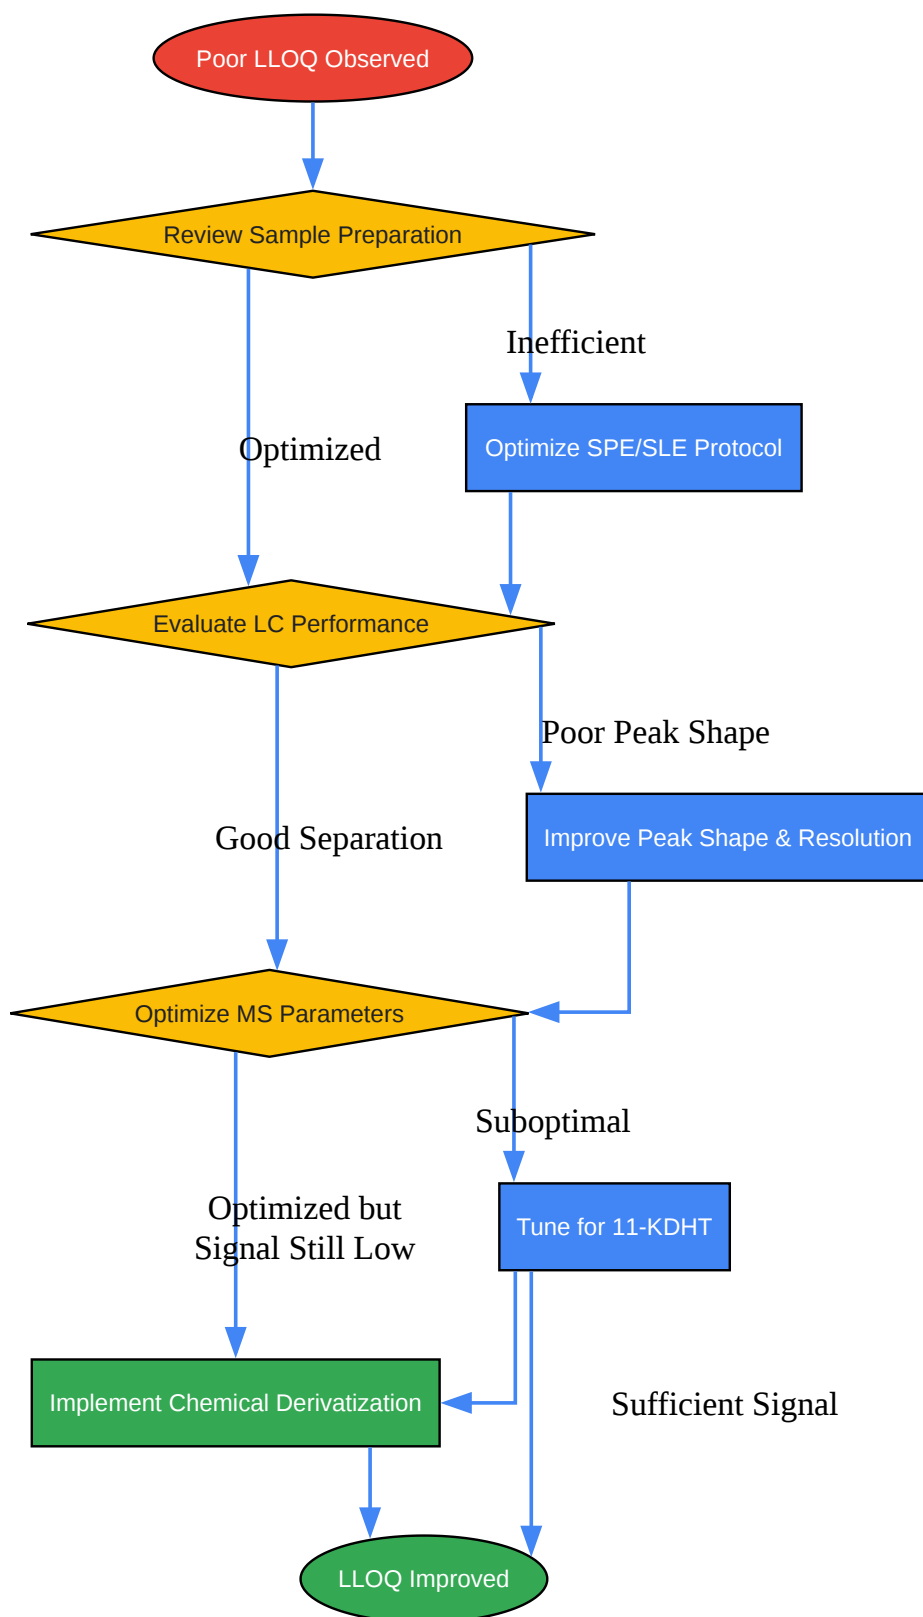 Poor LLOQ Observed
Review Sample Preparation
Inefficient
Optimized
Optimize SPE/SLE Protocol
Evaluate LC Performance
Poor Peak Shape
Good Separation
Improve Peak Shape & Resolution
Optimize MS Parameters
Suboptimal
Optimized but
Signal Still Low
Tune for 11-KDHT
Implement Chemical Derivatization
Sufficient Signal
LLOQ Improved